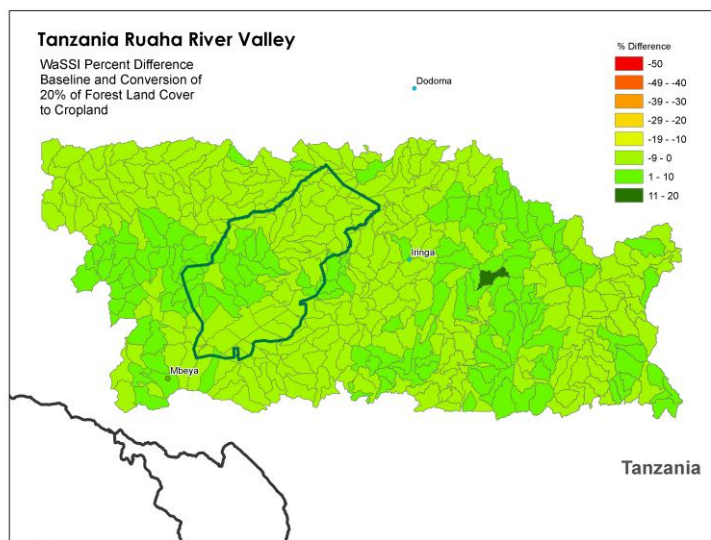 Tanzania Ruaha River Valley
WaSSI Percent Difference
Baseline and Conversion of
20% of Forest Land Cover
to Cropland
Dodoma
% Difference
-50
-49 - -40
-39 - -30
-29 - -20
-19 - -10
-9 - 0
1 - 10
11 - 20
Iringa
Mbeya
Tanzania